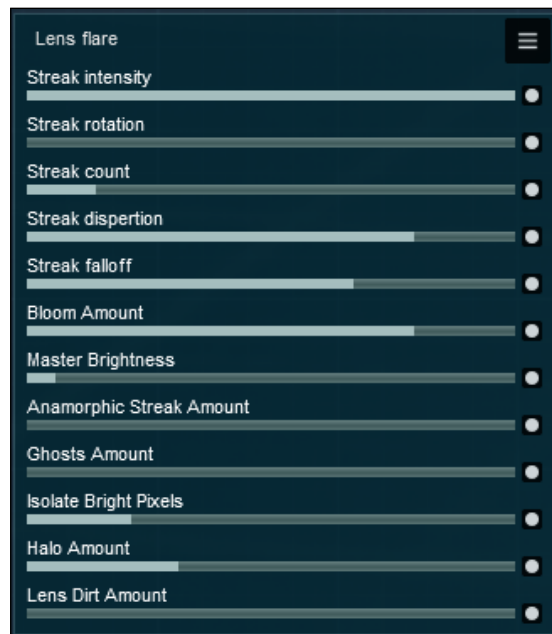 Lens flare
Streak intensity
Streak rotation
Streak count
Streak dispertion
Streak falloff
Bloom Amount
Master Brightness
Anamorphic Streak Amount
Ghosts Amount
Isolate Bright Pixels
Halo Amount
Lens Dirt Amount